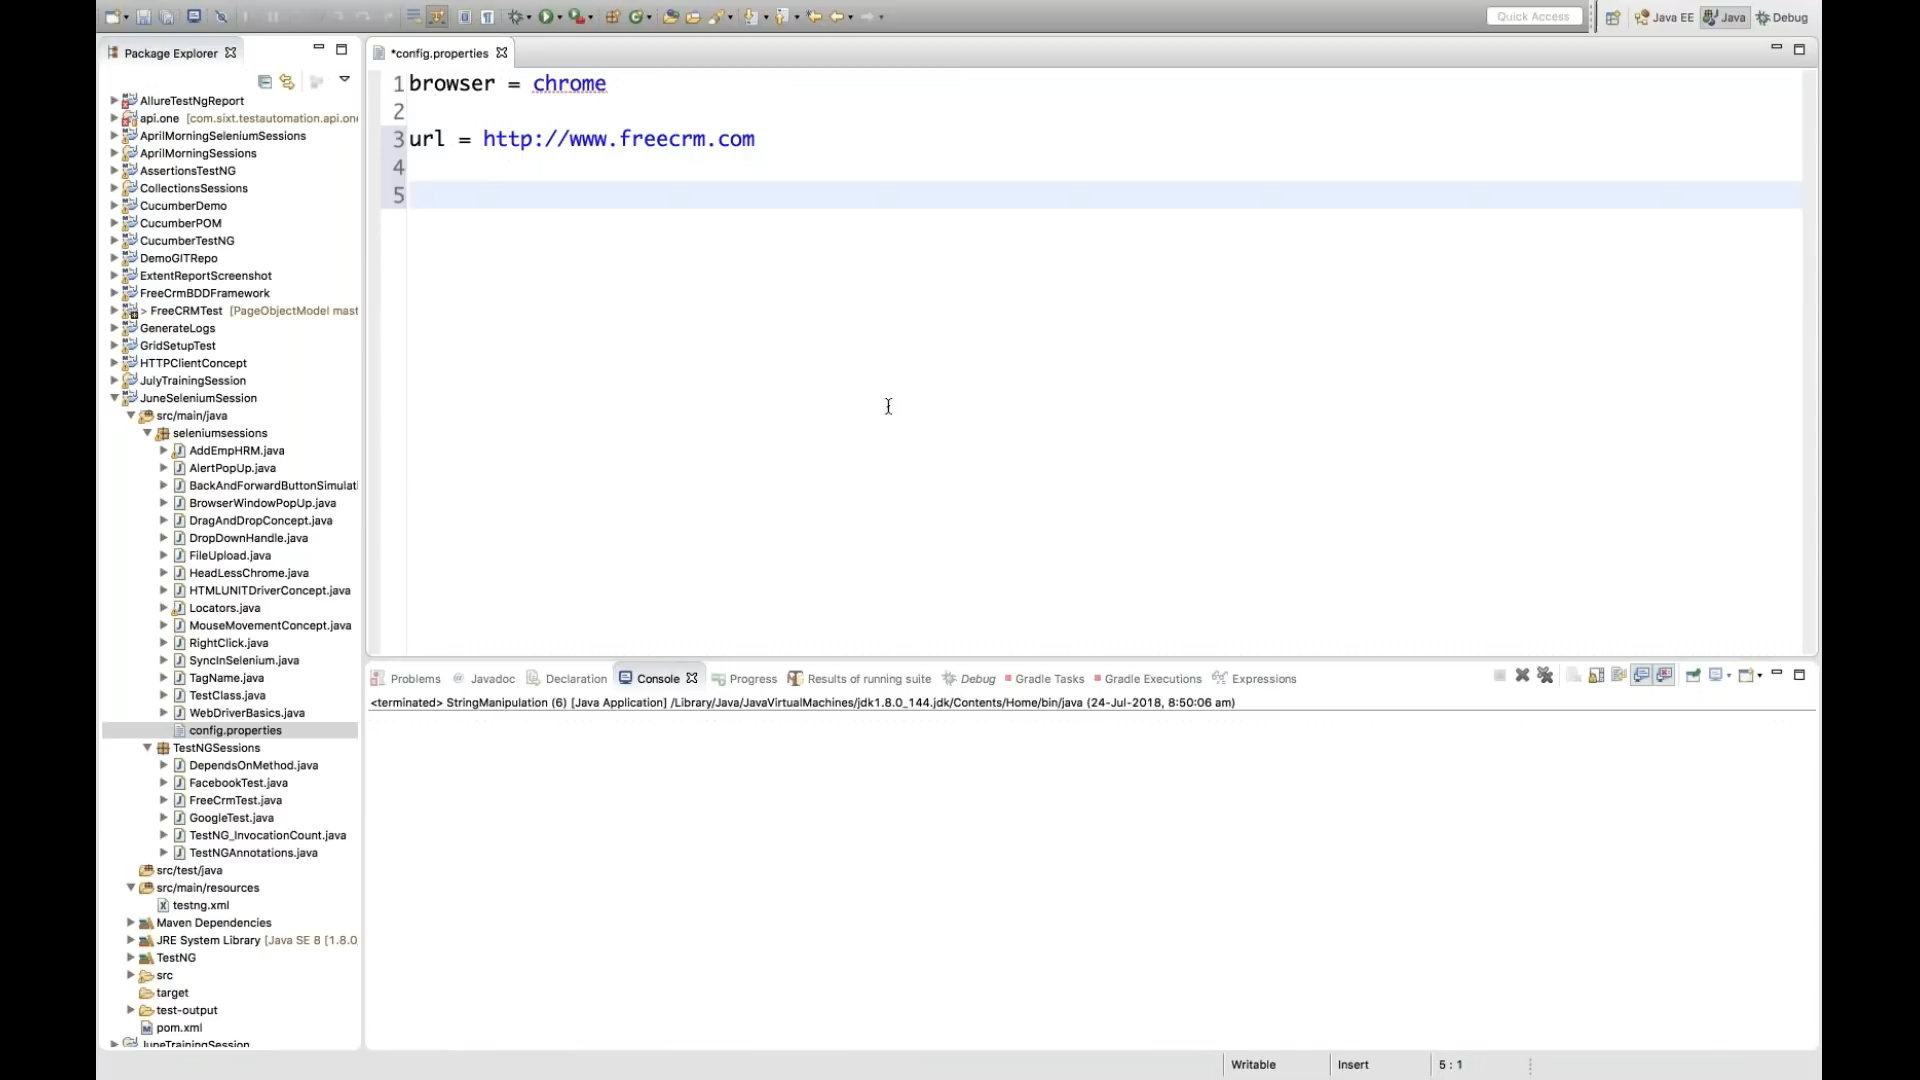 Quick Access
Java EE
Java
Debug
Package Explorer
*config.properties
AllureTestNgReport
api.one [com.sixt.testautomation.api.one
AprilMorningSeleniumSessions
AprilMorningSessions
AssertionsTestNG
CollectionsSessions
CucumberDemo
CucumberPOM
CucumberTestNG
DemoGITRepo
ExtentReportScreenshot
FreeCrmBDDFramework
> FreeCRMTest [PageObjectModel mast
GenerateLogs
GridSetupTest
HTTPClientConcept
JulyTrainingSession
JuneSeleniumSession
src/main/java
seleniumsessions
AddEmpHRM.java
AlertPopUp.java
BackAndForwardButtonSimulati
BrowserWindowPopUp.java
DragAndDropConcept.java
DropDownHandle.java
FileUpload.java
HeadLessChrome.java
HTMLUNITDriverConcept.java
Locators.java
MouseMovementConcept.java
RightClick.java
SyncInSelenium.java
TagName.java
TestClass.java
WebDriverBasics.java
config.properties
TestNGSessions
DependsOnMethod.java
FacebookTest.java
FreeCrmTest.java
GoogleTest.java
TestNG_InvocationCount.java
TestNGAnnotations.java
src/test/java
src/main/resources
testng.xml
Maven Dependencies
JRE System Library [Java SE 8 [1.8.0
TestNG
src
target
test-output
pom.xml
JuneTrainingSession
1 browser = chrome
2
3 url = http://www.freecrm.com
4
5
Problems
Javadoc
Declaration
Console
Progress
Results of running suite
Debug
Gradle Tasks
Gradle Executions
Expressions
<terminated> StringManipulation (6) [Java Application] /Library/Java/JavaVirtualMachines/jdk1.8.0_144.jdk/Contents/Home/bin/java (24-Jul-2018, 8:50:06 am)
Writable
Insert
5 : 1